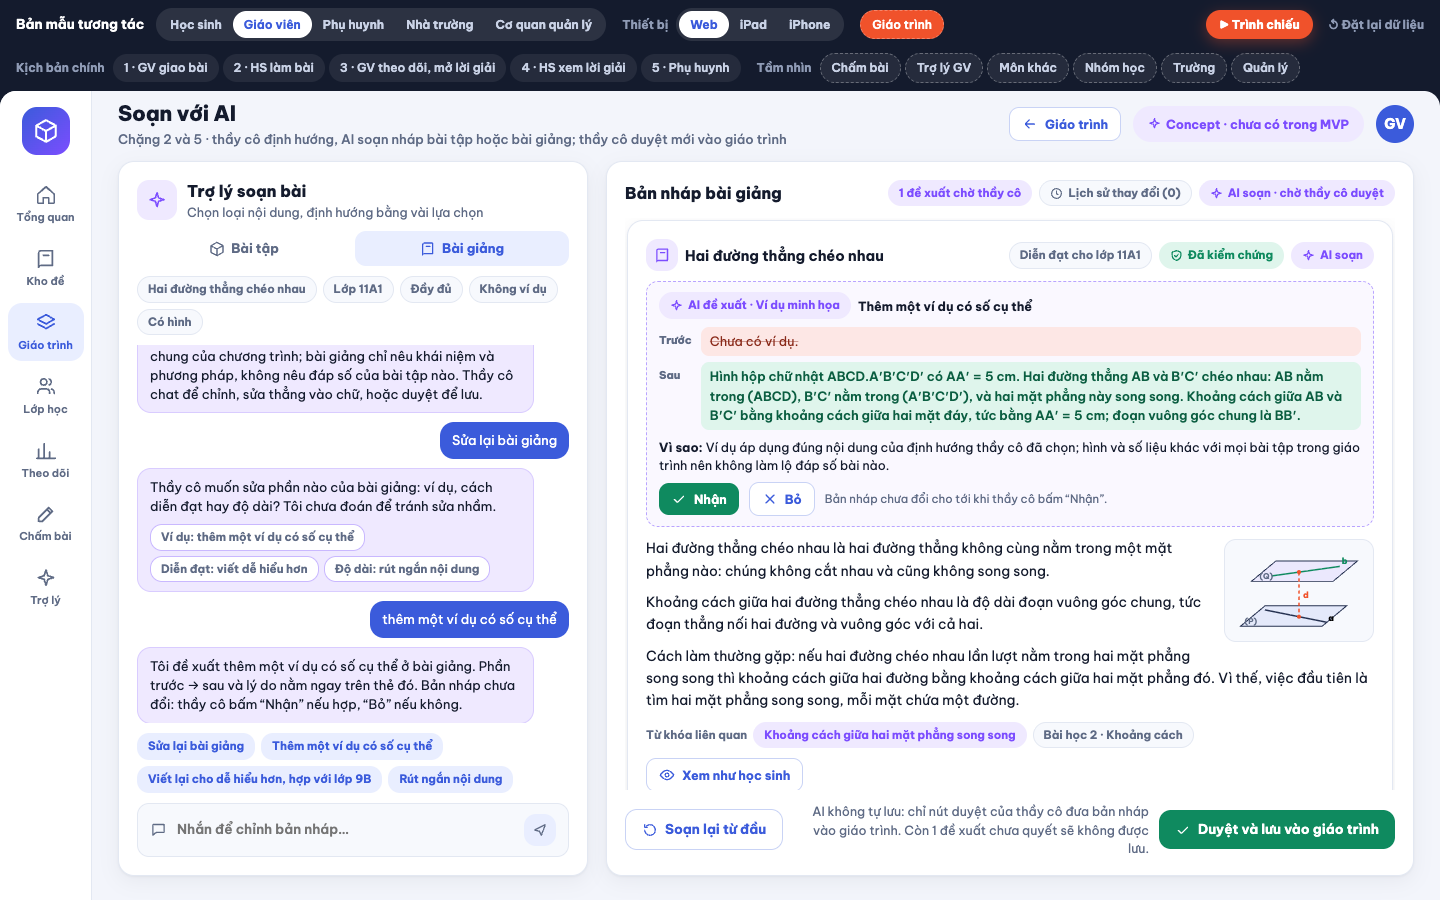 Bản mẫu tương tác
Học sinh
Giáo viên
Phụ huynh
Nhà trường
Cơ quan quản lý
Thiết bị
Web
iPad
iPhone
Giáo trình
Trình chiếu
Đặt lại dữ liệu
Kịch bản chính
1 · GV giao bài
2 · HS làm bài
3 · GV theo dõi, mở lời giải
4 · HS xem lời giải
5 · Phụ huynh
Tầm nhìn
Chấm bài
Trợ lý GV
Môn khác
Nhóm học
Trường
Quản lý
Tổng quan
Kho đề
Giáo trình
Lớp học
Theo dõi
Chấm bài
Trợ lý
Soạn với AI
Chặng 2 và 5 · thầy cô định hướng, AI soạn nháp bài tập hoặc bài giảng; thầy cô duyệt mới vào giáo trình
Giáo trình
Concept · chưa có trong MVP
GV
Trợ lý soạn bài
Chọn loại nội dung, định hướng bằng vài lựa chọn
Bài tập
Bài giảng
Hai đường thẳng chéo nhau
Lớp 11A1
Đầy đủ
Không ví dụ
Có hình
chung của chương trình; bài giảng chỉ nêu khái niệm và
phương pháp, không nêu đáp số của bài tập nào. Thầy cô
chat để chỉnh, sửa thẳng vào chữ, hoặc duyệt để lưu.
Sửa lại bài giảng
Thầy cô muốn sửa phần nào của bài giảng: ví dụ, cách
diễn đạt hay độ dài? Tôi chưa đoán để tránh sửa nhầm.
Ví dụ: thêm một ví dụ có số cụ thể
Diễn đạt: viết dễ hiểu hơn
Độ dài: rút ngắn nội dung
thêm một ví dụ có số cụ thể
Tôi đề xuất thêm một ví dụ có số cụ thể ở bài giảng. Phần
trước → sau và lý do nằm ngay trên thẻ đó. Bản nháp chưa
đổi: thầy cô bấm “Nhận” nếu hợp, “Bỏ” nếu không.
Sửa lại bài giảng
Thêm một ví dụ có số cụ thể
Viết lại cho dễ hiểu hơn, hợp với lớp 9B
Rút ngắn nội dung
Nhắn để chỉnh bản nháp...
Bản nháp bài giảng
1 đề xuất chờ thầy cô
Lịch sử thay đổi (0)
AI soạn · chờ thầy cô duyệt
Hai đường thẳng chéo nhau
Diễn đạt cho lớp 11A1
Đã kiểm chứng
AI soạn
AI đề xuất · Ví dụ minh họa
Thêm một ví dụ có số cụ thể
Trước
Chưa có ví dụ.
Sau
Hình hộp chữ nhật ABCD.A′B′C′D′ có AA′ = 5 cm. Hai đường thẳng AB và B′C′ chéo nhau: AB nằm
trong (ABCD), B′C′ nằm trong (A′B′C′D′), và hai mặt phẳng này song song. Khoảng cách giữa AB và
B′C′ bằng khoảng cách giữa hai mặt đáy, tức bằng AA′ = 5 cm; đoạn vuông góc chung là BB′.
Vì sao: Ví dụ áp dụng đúng nội dung của định hướng thầy cô đã chọn; hình và số liệu khác với mọi bài tập trong giáo
trình nên không làm lộ đáp số bài nào.
Nhận
Bỏ
Bản nháp chưa đổi cho tới khi thầy cô bấm “Nhận”.
Hai đường thẳng chéo nhau là hai đường thẳng không cùng nằm trong một mặt
phẳng nào: chúng không cắt nhau và cũng không song song.
Khoảng cách giữa hai đường thẳng chéo nhau là độ dài đoạn vuông góc chung, tức
đoạn thẳng nối hai đường và vuông góc với cả hai.
Cách làm thường gặp: nếu hai đường chéo nhau lần lượt nằm trong hai mặt phẳng
song song thì khoảng cách giữa hai đường bằng khoảng cách giữa hai mặt phẳng đó. Vì thế, việc đầu tiên là
tìm hai mặt phẳng song song, mỗi mặt chứa một đường.
(Q)
b
d
(P)
a
Từ khóa liên quan
Khoảng cách giữa hai mặt phẳng song song
Bài học 2 · Khoảng cách
Xem như học sinh
Soạn lại từ đầu
AI không tự lưu: chỉ nút duyệt của thầy cô đưa bản nháp
vào giáo trình. Còn 1 đề xuất chưa quyết sẽ không được
lưu.
Duyệt và lưu vào giáo trình